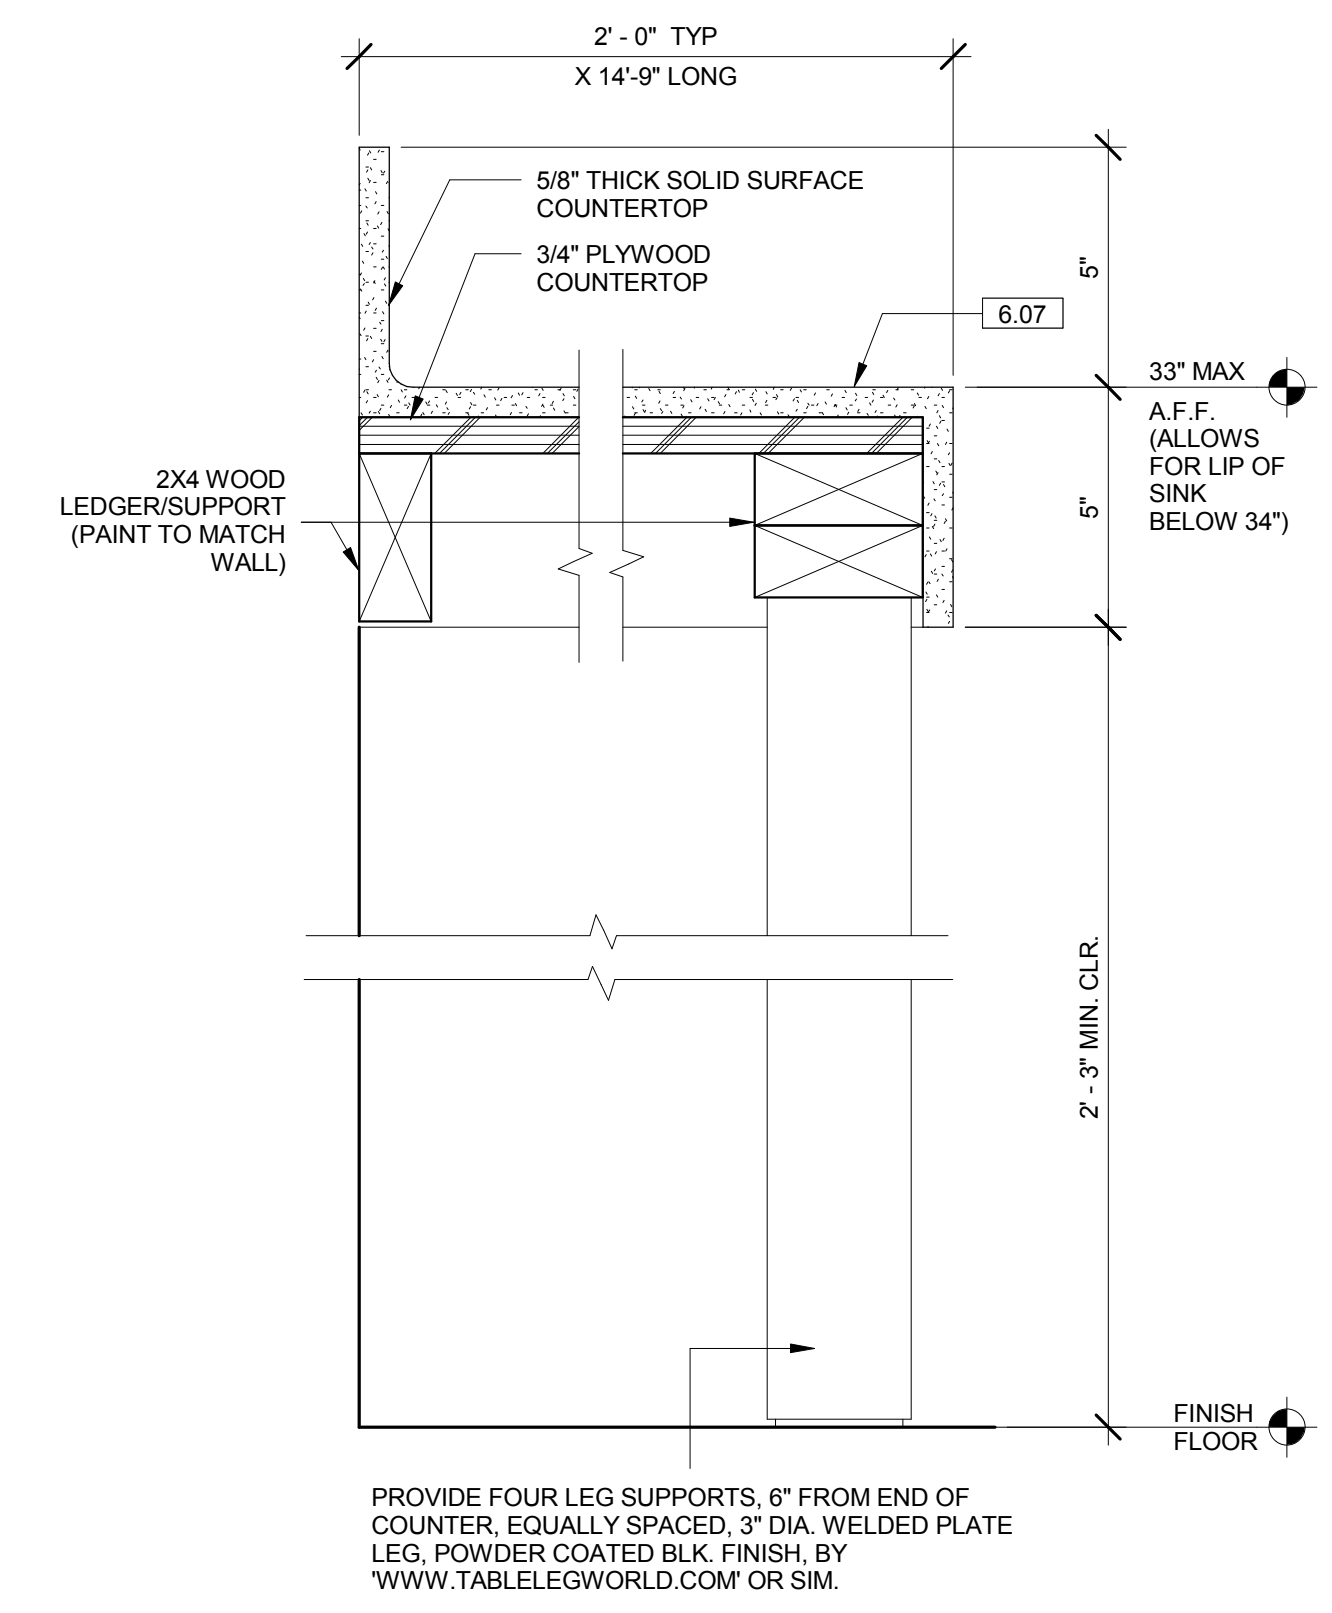 2' - 0" TYP
X 14'-9" LONG
5/8" THICK SOLID SURFACE
COUNTERTOP
3/4" PLYWOOD
COUNTERTOP
5"
6.07
33" MAX
A.F.F.
(ALLOWS
FOR LIP OF
SINK
BELOW 34")
2X4 WOOD
LEDGER/SUPPORT
(PAINT TO MATCH
WALL)
5"
2' - 3" MIN. CLR.
FINISH
FLOOR
PROVIDE FOUR LEG SUPPORTS, 6" FROM END OF
COUNTER, EQUALLY SPACED, 3" DIA. WELDED PLATE
LEG, POWDER COATED BLK. FINISH, BY
'WWW.TABLELEGWORLD.COM' OR SIM.